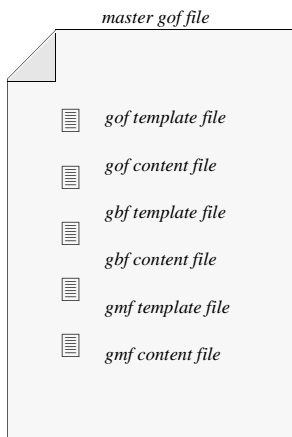 master gof file
gof template file
gof content file
gbf template file
gbf content file
gmf template file
gmf content file